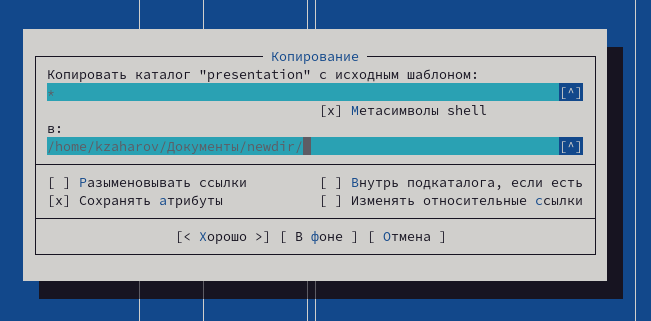 Копирование
Копировать каталог "presentation" с исходным шаблоном:
* [^]
[x] Метасимволы shell
в:
/home/kzaharov/Документы/newdir/ [^]
[ ] Разыменовывать ссылки [ ] Внутрь подкаталога, если есть
[x] Сохранять атрибуты [ ] Изменять относительные ссылки
[< Хорошо >] [ В фоне ] [ Отмена ]